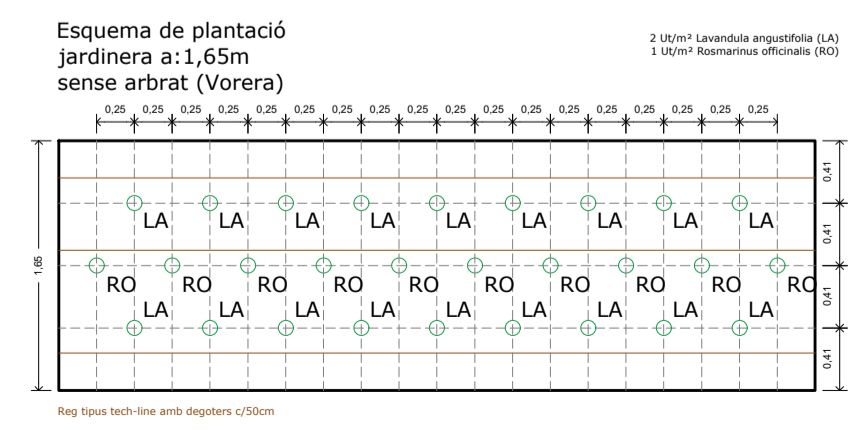 Esquema de plantació
jardinera a:1,65m
sense arbrat (Vorera)
2 Ut/m² Lavandula angustifolia (LA)
1 Ut/m² Rosmarinus officinalis (RO)
0,25 0,25 0,25 0,25 0,25 0,25 0,25 0,25 0,25 0,25 0,25 0,25 0,25 0,25 0,25 0,25 0,25 0,25
0,41
LA LA LA LA LA LA LA LA LA
0,41
1,65
RO RO RO RO RO RO RO RO RO RO
0,41
LA LA LA LA LA LA LA LA LA
0,41
Reg tipus tech-line amb degoters c/50cm